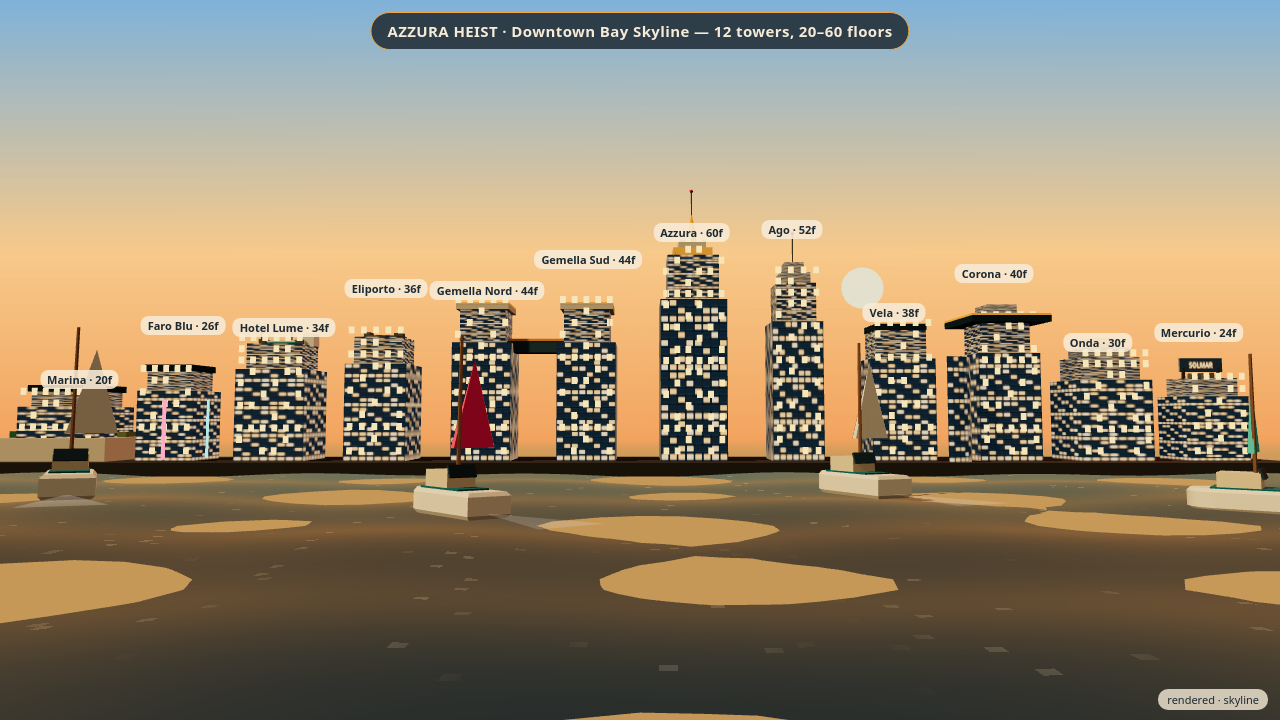 AZZURA HEIST · Downtown Bay Skyline — 12 towers, 20–60 floors
Azzura · 60f
Ago · 52f
Gemella Sud · 44f
Corona · 40f
Eliporto · 36f
Gemella Nord · 44f
Vela · 38f
Faro Blu · 26f
Hotel Lume · 34f
Onda · 30f
Mercurio · 24f
SOLMAR
Marina · 20f
rendered · skyline